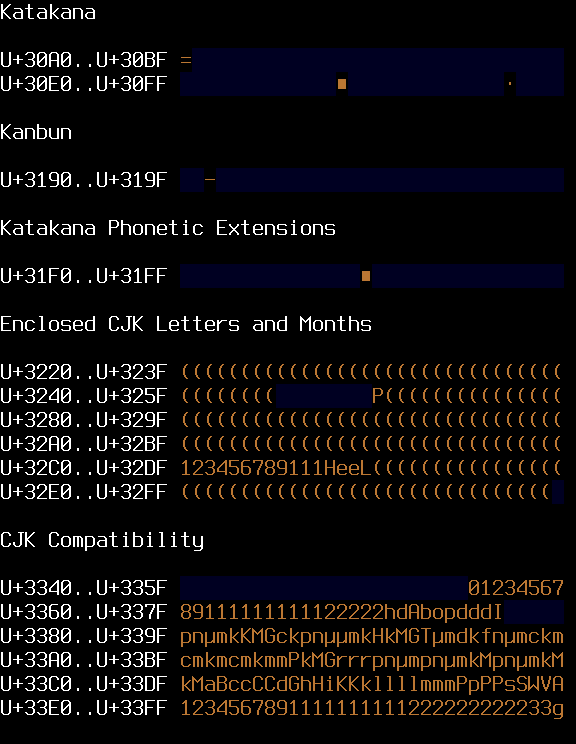 Katakana
U+30A0..U+30BF =
U+30E0..U+30FF ■ ·
Kanbun
U+3190..U+319F —
Katakana Phonetic Extensions
U+31F0..U+31FF ■
Enclosed CJK Letters and Months
U+3220..U+323F ((((((((((((((((((((((((((((((((
U+3240..U+325F ((((((((        P(((((((((((((((
U+3280..U+329F ((((((((((((((((((((((((((((((((
U+32A0..U+32BF ((((((((((((((((((((((((((((((((
U+32C0..U+32DF 123456789111HeeL((((((((((((((((
U+32E0..U+32FF (((((((((((((((((((((((((((((((
CJK Compatibility
U+3340..U+335F 01234567
U+3360..U+337F 89111111111122222hdAbopdddI
U+3380..U+339F pnµmkKMGckpnµµmkHkMGTµmdkfnµmckm
U+33A0..U+33BF cmkmcmkmmPkMGrrrpnµmpnµmkMpnµmkM
U+33C0..U+33DF kMaBccCCdGhHiKKkllllmmmPpPPsSWVA
U+33E0..U+33FF 1234567891111111111222222222233g